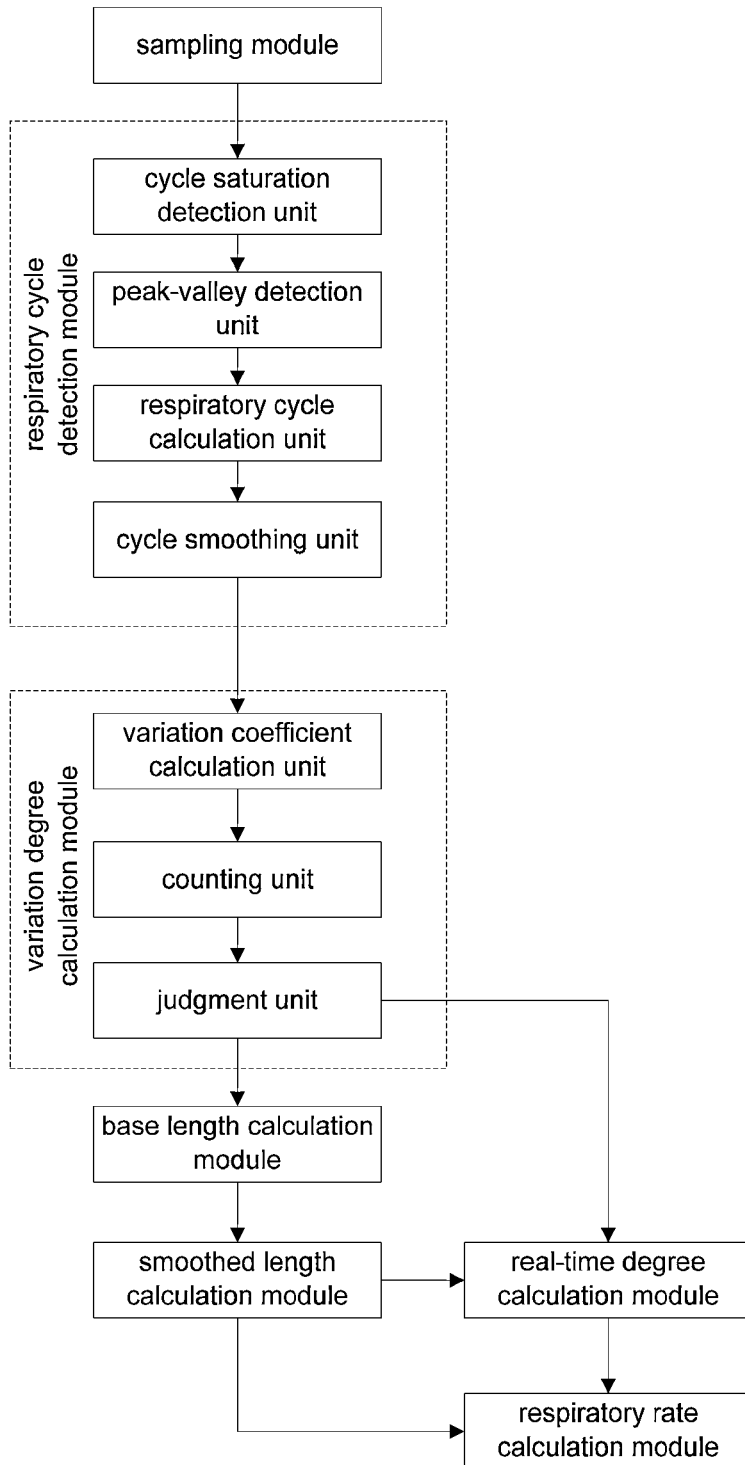 sampling module
respiratory cycle
detection module
cycle saturation
detection unit
peak-valley detection
unit
respiratory cycle
calculation unit
cycle smoothing unit
variation degree
calculation module
variation coefficient
calculation unit
counting unit
judgment unit
base length calculation
module
smoothed length
calculation module
real-time degree
calculation module
respiratory rate
calculation module